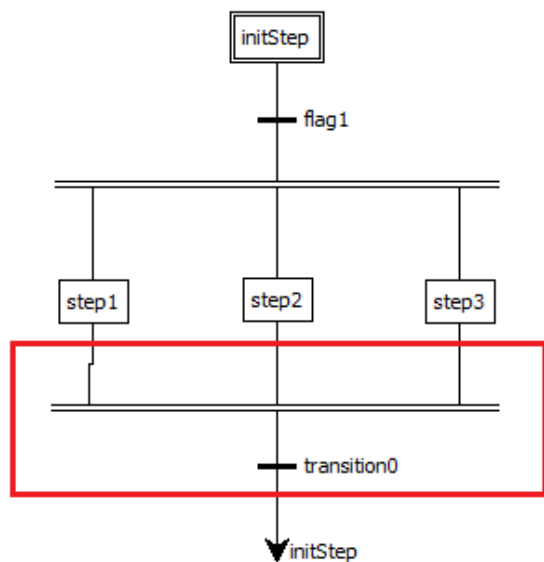 initStep
flag1
step1
step2
step3
transition0
initStep